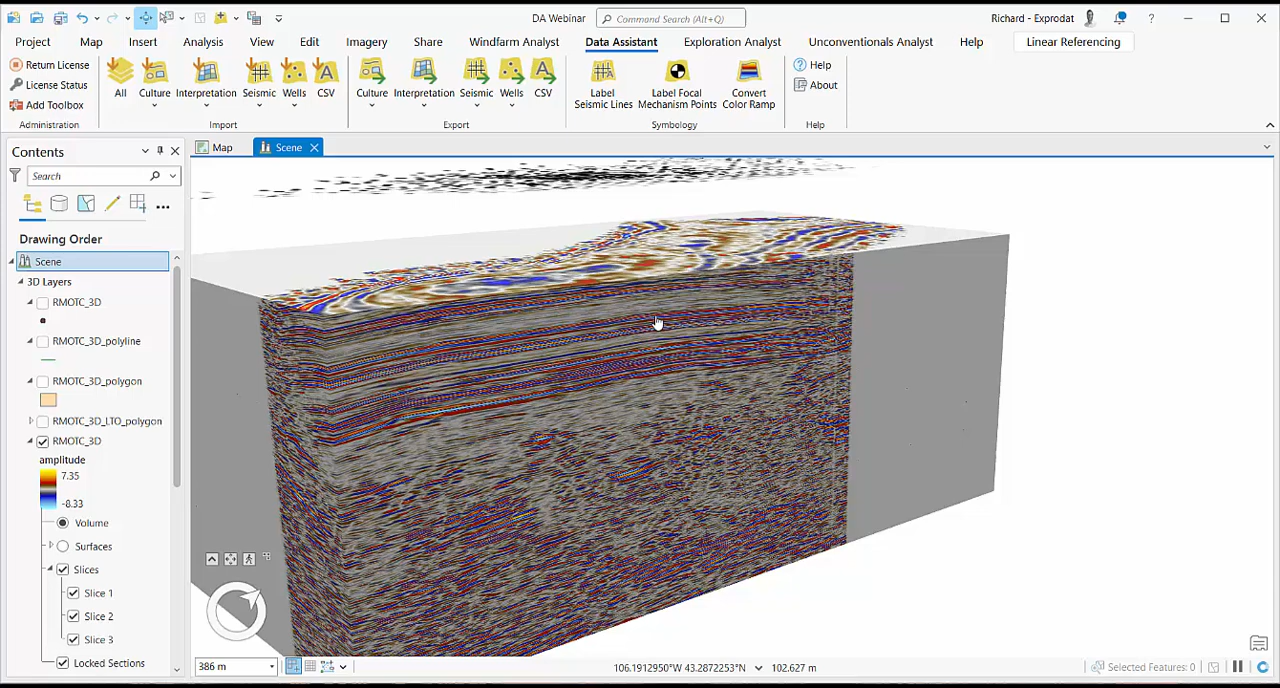 DA Webinar
Command Search (Alt+Q)
Richard - Exprodat
?
Project Map Insert Analysis View Edit Imagery Share Windfarm Analyst Data Assistant Exploration Analyst Unconventionals Analyst Help Linear Referencing
Return License
License Status
Add Toolbox
Administration
All
Culture
Interpretation
Seismic
Wells
CSV
Import
Culture
Interpretation
Seismic
Wells
CSV
Export
Label
Seismic Lines
Label Focal
Mechanism Points
Convert
Color Ramp
Symbology
Help
About
Help
Contents
Search
Drawing Order
Scene
3D Layers
RMOTC_3D
RMOTC_3D_polyline
RMOTC_3D_polygon
RMOTC_3D_LTO_polygon
RMOTC_3D
amplitude
7.35
-8.33
Volume
Surfaces
Slices
Slice 1
Slice 2
Slice 3
Locked Sections
Map
Scene
386 m
106.1912950°W 43.2872253°N
102.627 m
Selected Features: 0